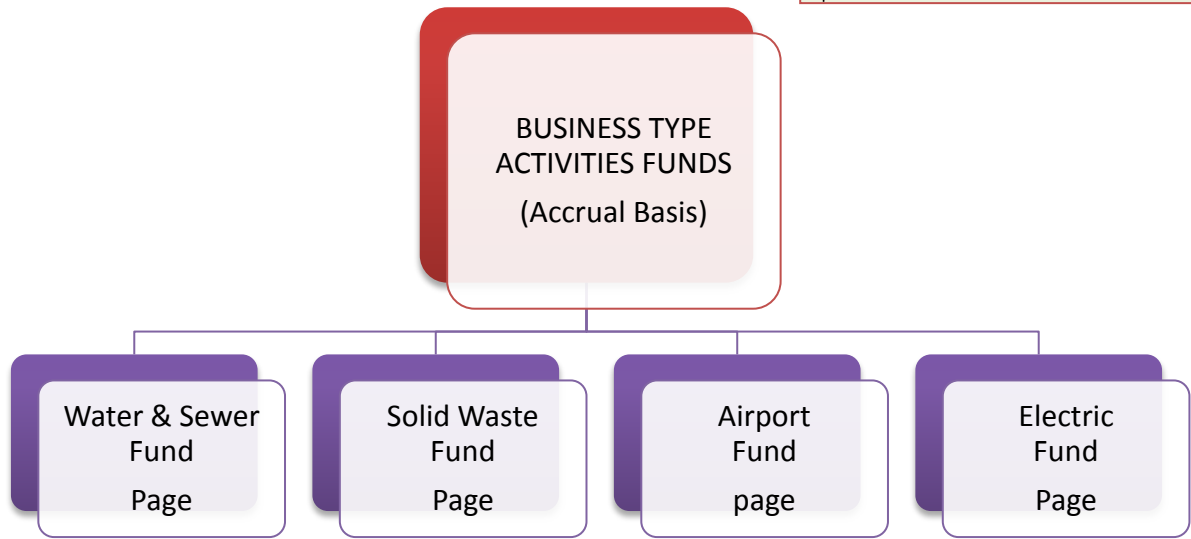 BUSINESS TYPE
ACTIVITIES FUNDS
(Accrual Basis)
Water & Sewer
Fund
Page
Solid Waste
Fund
Page
Airport
Fund
page
Electric
Fund
Page